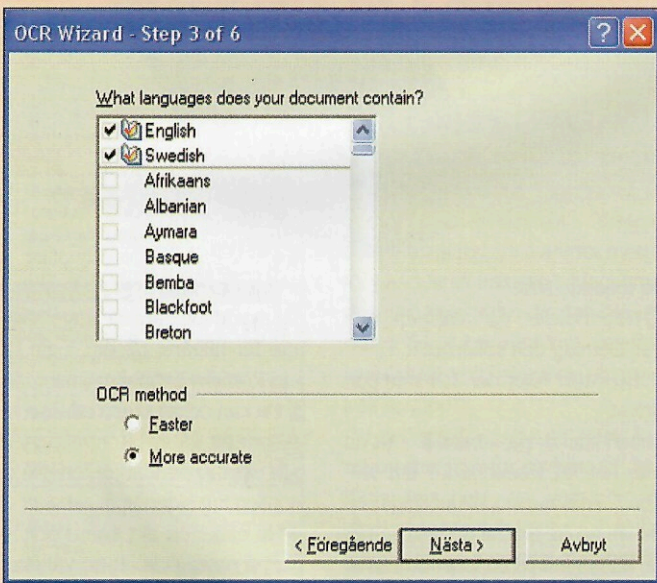 OCR Wizard - Step 3 of 6
What languages does your document contain?
English
Swedish
Afrikaans
Albanian
Aymara
Basque
Bemba
Blackfoot
Breton
OCR method
Faster
More accurate
< Föregående Nästa > Avbryt